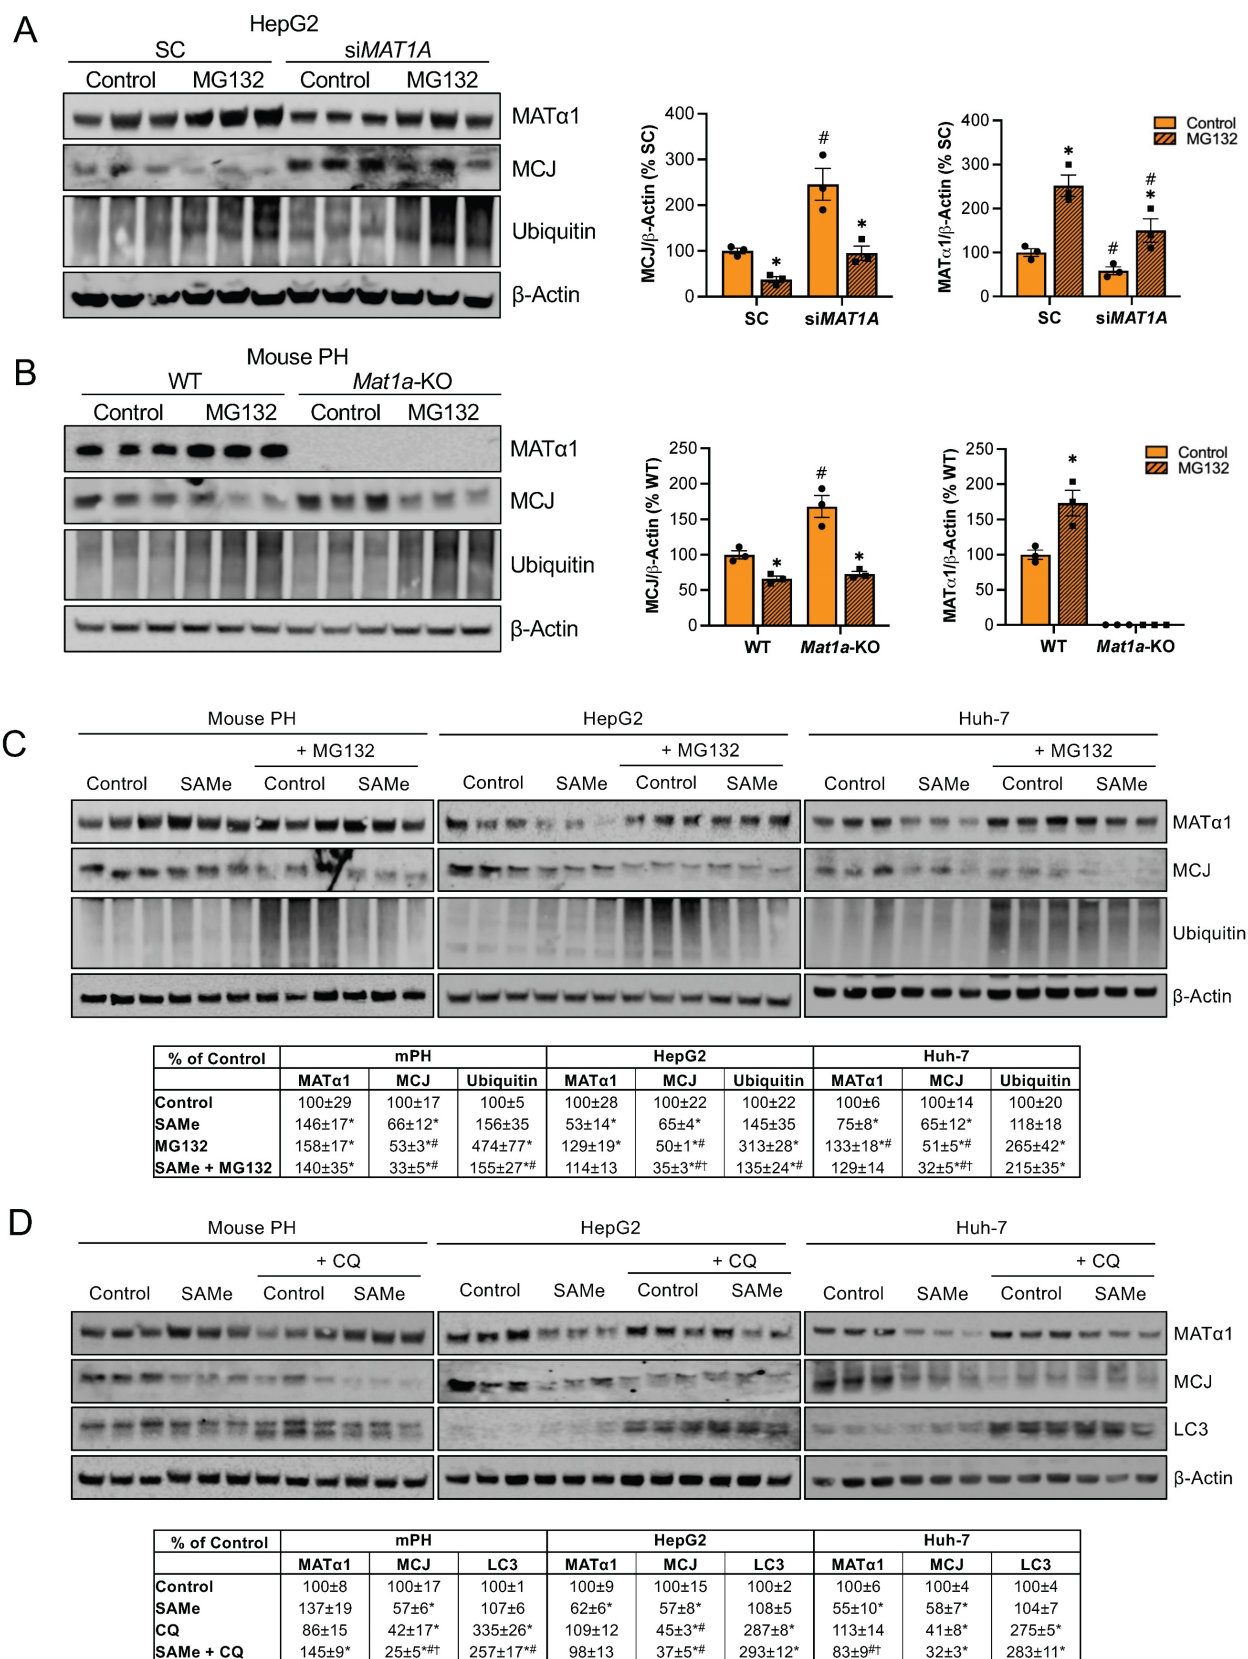 A
HepG2
SC siMAT1A
Control MG132 Control MG132
MATα1
MCJ
Ubiquitin
β-Actin
MCJ/β-Actin (% SC)
400
300
200
100
0
#
*
*
SC siMAT1A
MATα1/β-Actin (% SC)
400
300
200
100
0
*
#
#
*
SC siMAT1A
Control
MG132
B
Mouse PH
WT Mat1a-KO
Control MG132 Control MG132
MATα1
MCJ
Ubiquitin
β-Actin
MCJ/β-Actin (% WT)
250
200
150
100
50
0
*
#
*
WT Mat1a-KO
MATα1/β-Actin (% WT)
250
200
150
100
50
0
*
WT Mat1a-KO
Control
MG132
C
Mouse PH HepG2 Huh-7
+ MG132 + MG132 + MG132
Control SAMe Control SAMe Control SAMe Control SAMe Control SAMe Control SAMe
MATα1
MCJ
Ubiquitin
β-Actin
% of Control mPH HepG2 Huh-7
MATα1 MCJ Ubiquitin MATα1 MCJ Ubiquitin MATα1 MCJ Ubiquitin
Control 100±29 100±17 100±5 100±28 100±22 100±22 100±6 100±14 100±20
SAMe 146±17* 66±12* 156±35 53±14* 65±4* 145±35 75±8* 65±12* 118±18
MG132 158±17* 53±3*# 474±77* 129±19* 50±1*# 313±28* 133±18*# 51±5*# 265±42*
SAMe + MG132 140±35* 33±5*# 155±27*# 114±13 35±3*#† 135±24*# 129±14 32±5*#† 215±35*
D
Mouse PH HepG2 Huh-7
+ CQ + CQ + CQ
Control SAMe Control SAMe Control SAMe Control SAMe Control SAMe Control SAMe
MATα1
MCJ
LC3
β-Actin
% of Control mPH HepG2 Huh-7
MATα1 MCJ LC3 MATα1 MCJ LC3 MATα1 MCJ LC3
Control 100±8 100±17 100±1 100±9 100±15 100±2 100±6 100±4 100±4
SAMe 137±19 57±6* 107±6 62±6* 57±8* 108±5 55±10* 58±7* 104±7
CQ 86±15 42±17* 335±26* 109±12 45±3*# 287±8* 113±14 41±8* 275±5*
SAMe + CQ 145±9* 25±5*#† 257±17*# 98±13 37±5*# 293±12* 83±9#† 32±3* 283±11*